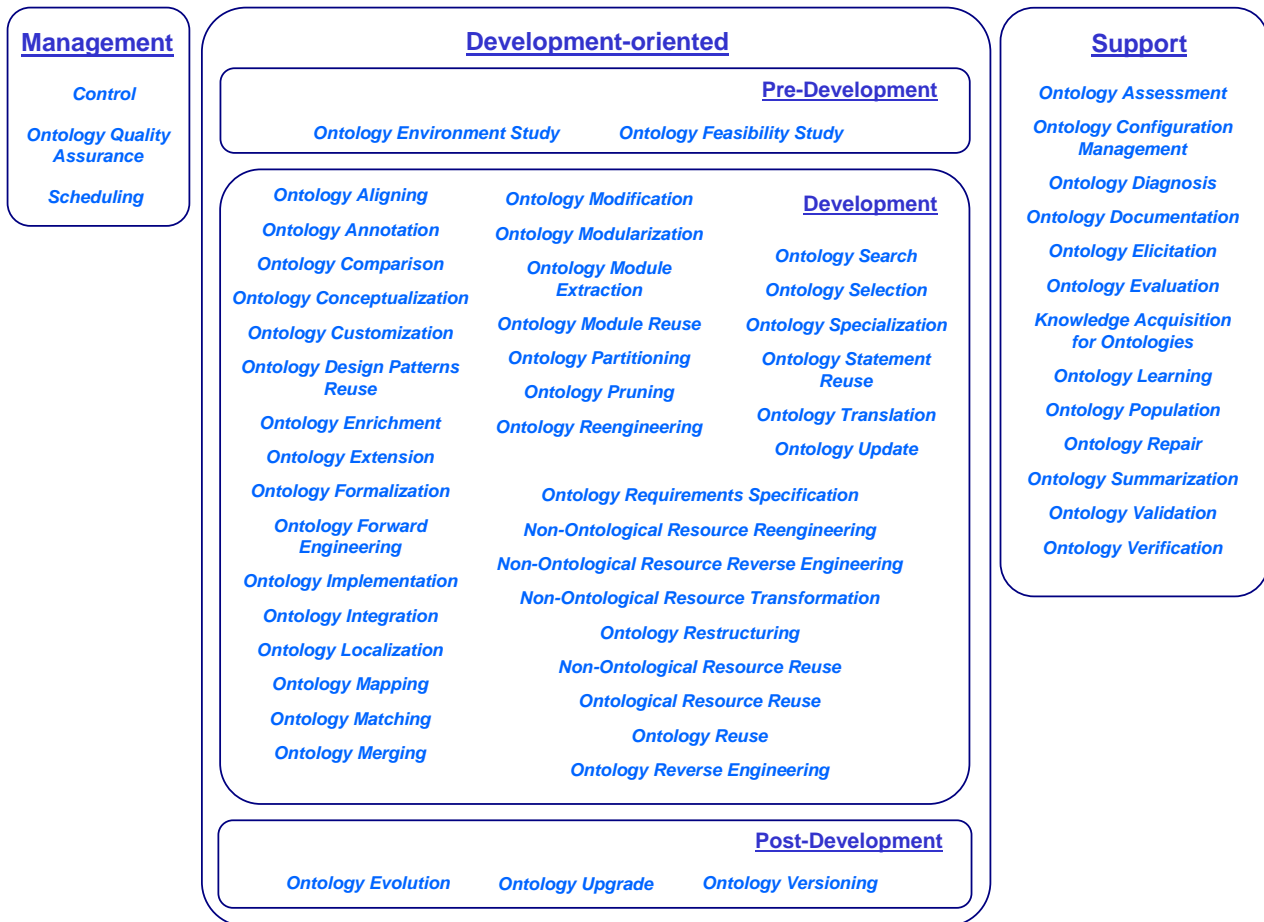 Management
Control
Ontology Quality
Assurance
Scheduling
Development-oriented
Pre-Development
Ontology Environment Study
Ontology Feasibility Study
Development
Ontology Aligning
Ontology Annotation
Ontology Comparison
Ontology Conceptualization
Ontology Customization
Ontology Design Patterns
Reuse
Ontology Enrichment
Ontology Extension
Ontology Formalization
Ontology Forward
Engineering
Ontology Implementation
Ontology Integration
Ontology Localization
Ontology Mapping
Ontology Matching
Ontology Merging
Ontology Modification
Ontology Modularization
Ontology Module
Extraction
Ontology Module Reuse
Ontology Partitioning
Ontology Pruning
Ontology Reengineering
Ontology Search
Ontology Selection
Ontology Specialization
Ontology Statement
Reuse
Ontology Translation
Ontology Update
Ontology Requirements Specification
Non-Ontological Resource Reengineering
Non-Ontological Resource Reverse Engineering
Non-Ontological Resource Transformation
Ontology Restructuring
Non-Ontological Resource Reuse
Ontological Resource Reuse
Ontology Reuse
Ontology Reverse Engineering
Post-Development
Ontology Evolution
Ontology Upgrade
Ontology Versioning
Support
Ontology Assessment
Ontology Configuration
Management
Ontology Diagnosis
Ontology Documentation
Ontology Elicitation
Ontology Evaluation
Knowledge Acquisition
for Ontologies
Ontology Learning
Ontology Population
Ontology Repair
Ontology Summarization
Ontology Validation
Ontology Verification